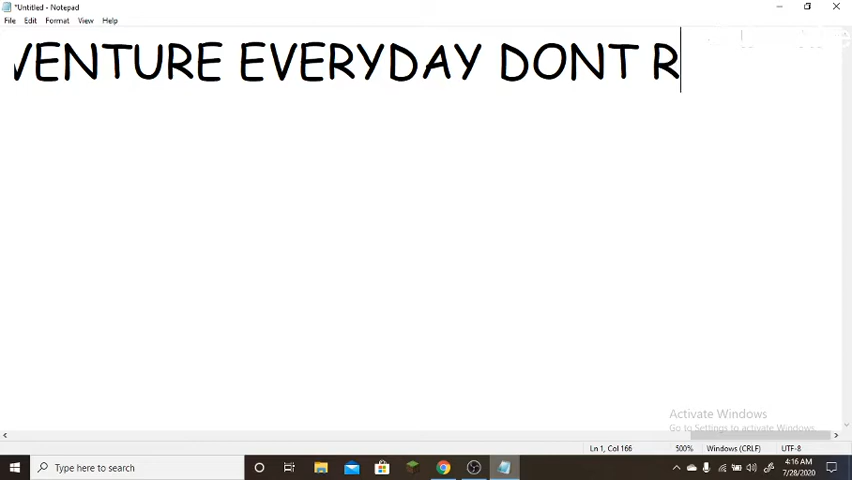 *Untitled - Notepad
File Edit Format View Help
VENTURE EVERYDAY DONT R
Activate Windows
Go to Settings to activate Windows.
Ln 1, Col 166 500% Windows (CRLF) UTF-8
Type here to search
4:16 AM
7/28/2020